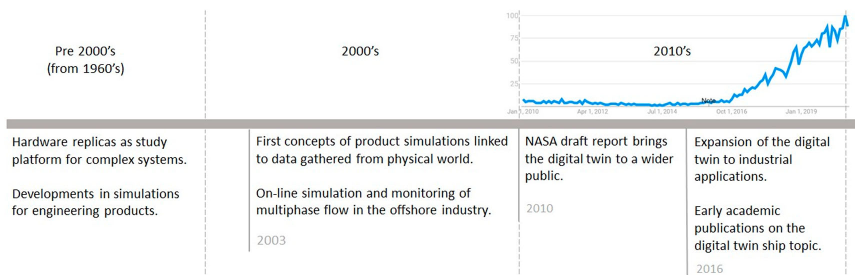 Pre 2000's
(from 1960's)
2000's
2010's
100
75
50
25
Jan 1, 2010
Apr 1, 2012
Jul 1, 2014
Note
Oct 1, 2016
Jan 1, 2019
Hardware replicas as study
platform for complex systems.
Developments in simulations
for engineering products.
First concepts of product simulations linked
to data gathered from physical world.
On-line simulation and monitoring of
multiphase flow in the offshore industry.
2003
NASA draft report brings
the digital twin to a wider
public.
2010
Expansion of the digital
twin to industrial
applications.
Early academic
publications on the
digital twin ship topic.
2016